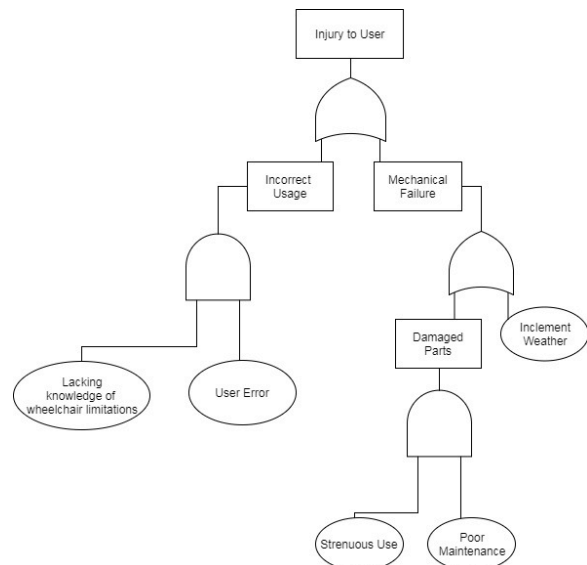 Injury to User
Incorrect
Usage
Mechanical
Failure
Damaged
Parts
Inclement
Weather
Lacking
knowledge of
wheelchair limitations
User Error
Strenuous Use
Poor
Maintenance